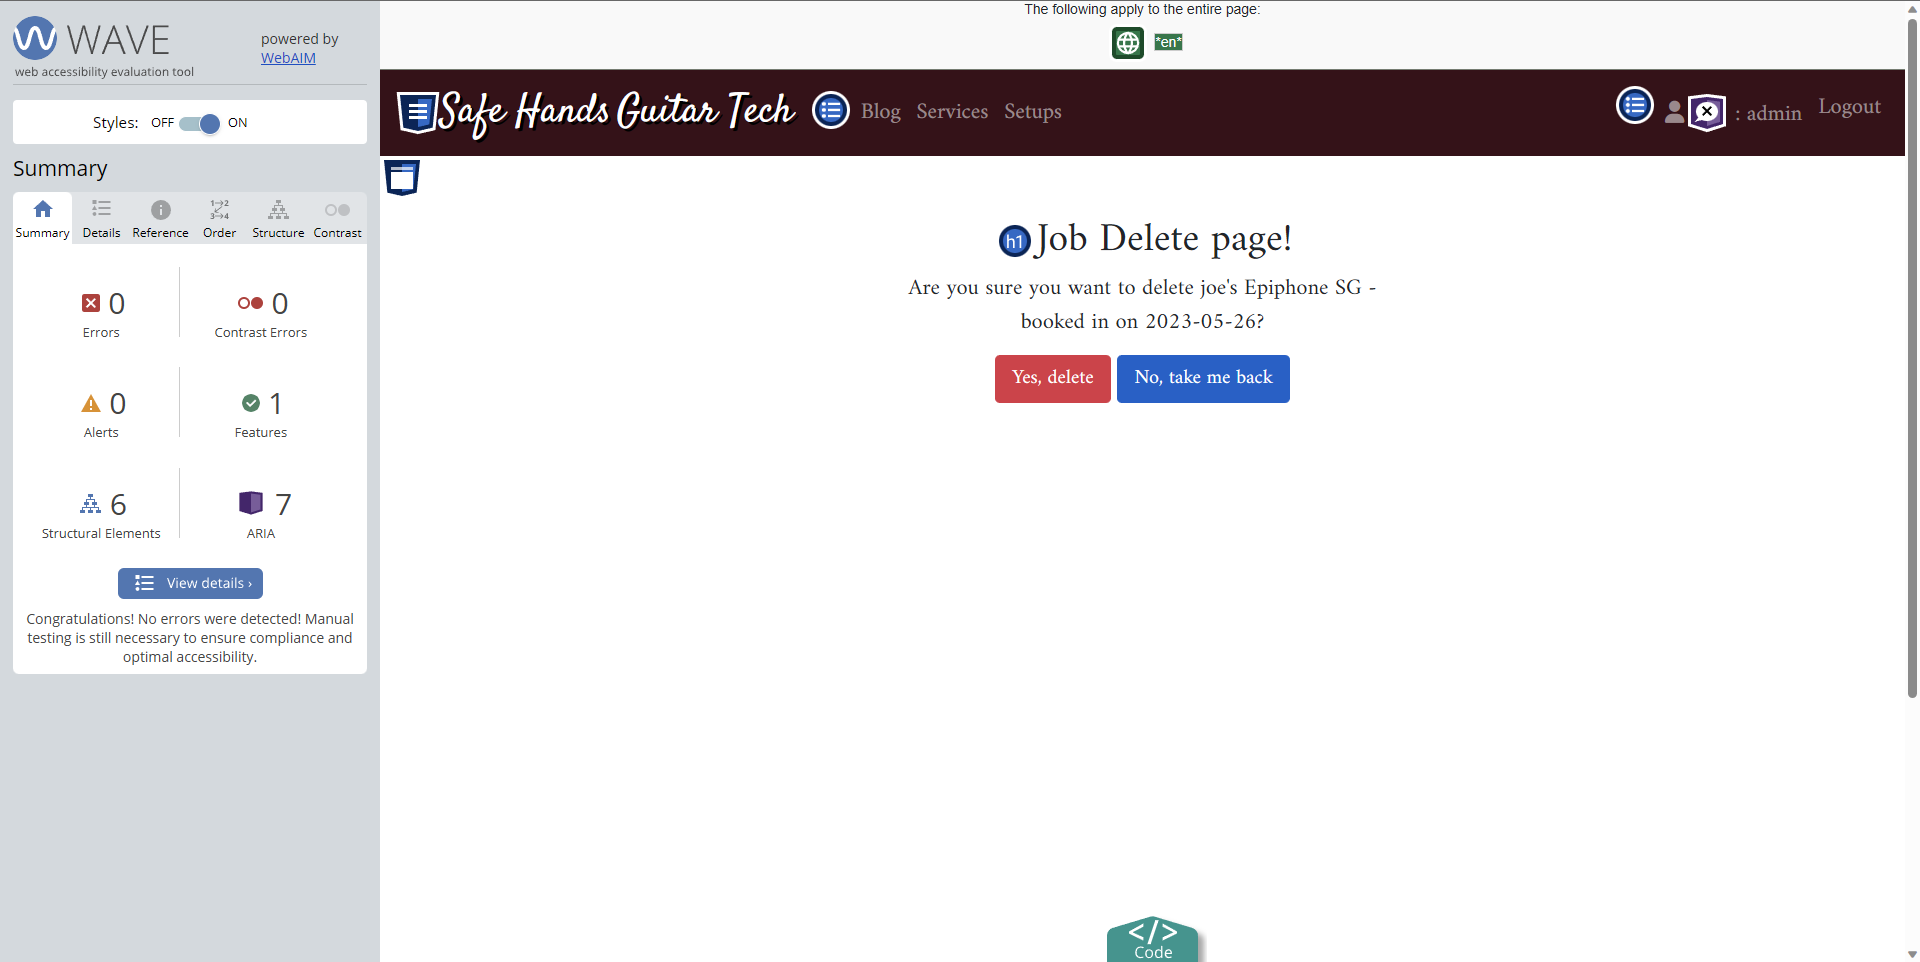 WAVE
web accessibility evaluation tool
powered by
WebAIM
Styles: OFF ON
Summary
Summary Details Reference Order Structure Contrast
0
Errors
0
Contrast Errors
0
Alerts
1
Features
6
Structural Elements
7
ARIA
View details ›
Congratulations! No errors were detected! Manual
testing is still necessary to ensure compliance and
optimal accessibility.
The following apply to the entire page:
*en*
Safe Hands Guitar Tech
Blog Services Setups
: admin Logout
h1 Job Delete page!
Are you sure you want to delete joe's Epiphone SG -
booked in on 2023-05-26?
Yes, delete
No, take me back
</>
Code